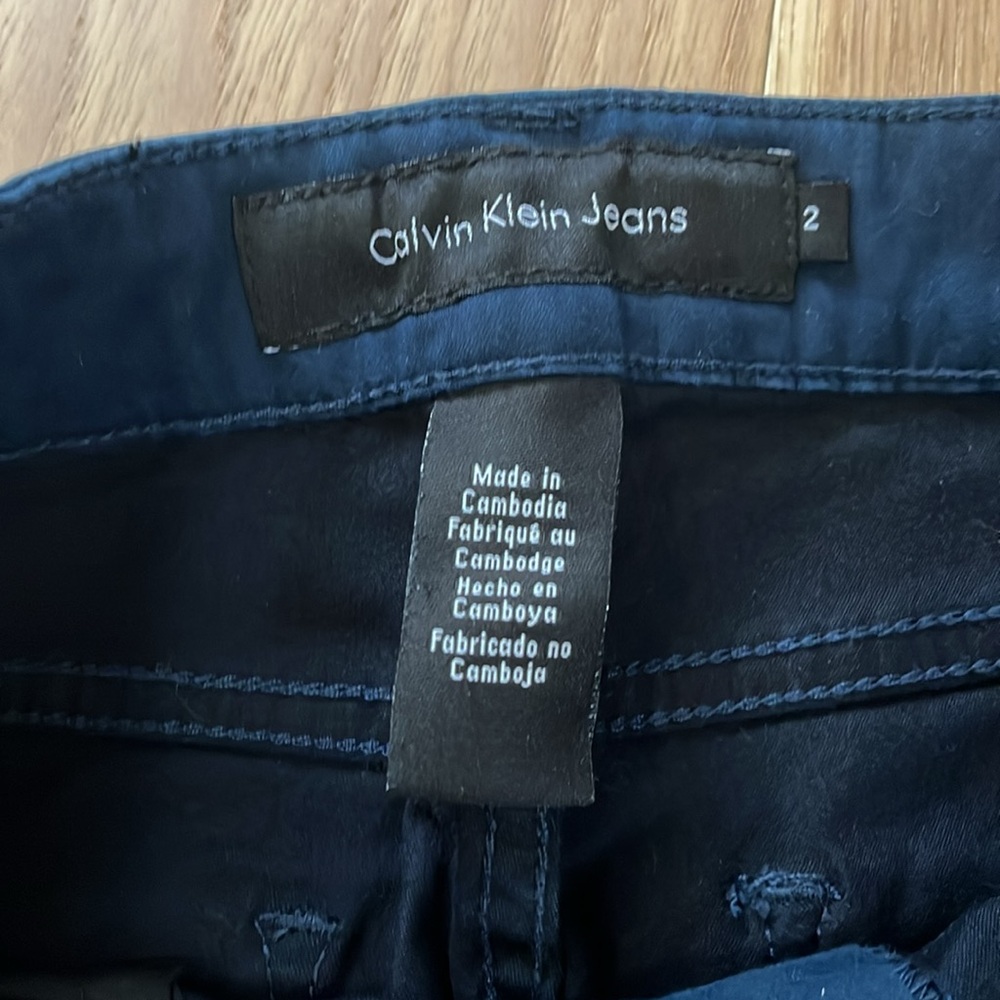 Calvin Klein Jeans
2
Made in
Cambodia
Fabriqué au
Cambodge
Hecho en
Camboya
Fabricado no
Camboja